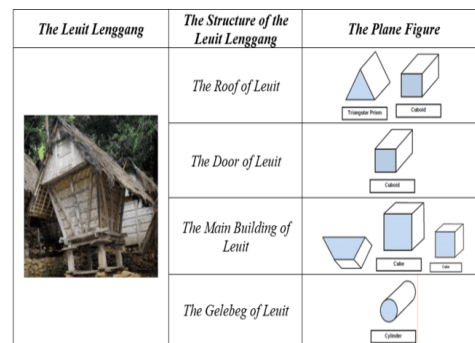 The Leuit Lenggang
The Structure of the
Leuit Lenggang
The Plane Figure
The Roof of Leuit
Triangular Prism
Cuboid
The Door of Leuit
Cuboid
The Main Building of
Leuit
Cube
Cube
The Gelebeg of Leuit
Cylinder